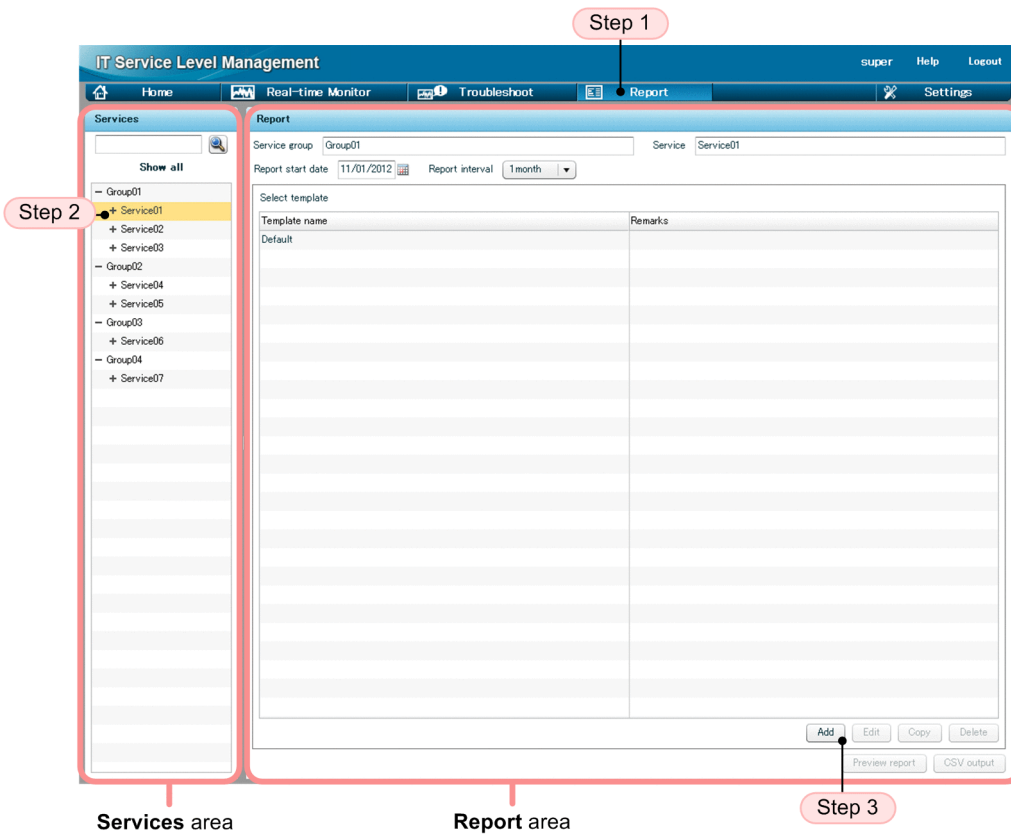 Step 1
IT Service Level Management
super Help Logout
Home Real-time Monitor Troubleshoot Report Settings
Services
Show all
Group01
Step 2
Service01
Service02
Service03
Group02
Service04
Service05
Group03
Service06
Group04
Service07
Report
Service group Group01 Service Service01
Report start date 11/01/2012 Report interval 1month
Select template
Template name Remarks
Default
Add Edit Copy Delete
Preview report CSV output
Step 3
Services area
Report area